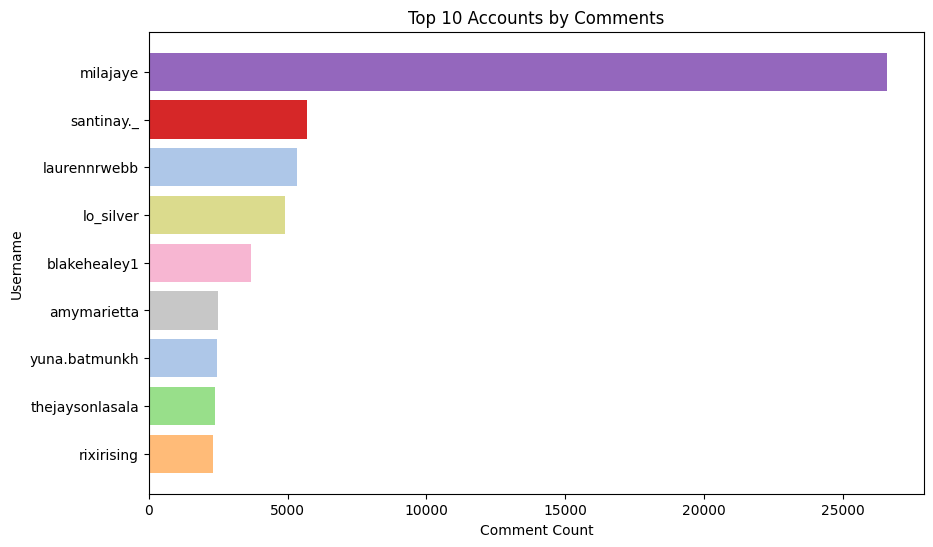 Top 10 Accounts by Comments
milajaye
santinay._
laurennrwebb
lo_silver
blakehealey1
amymarietta
yuna.batmunkh
thejaysonlasala
rixirising
Username
0 5000 10000 15000 20000 25000
Comment Count